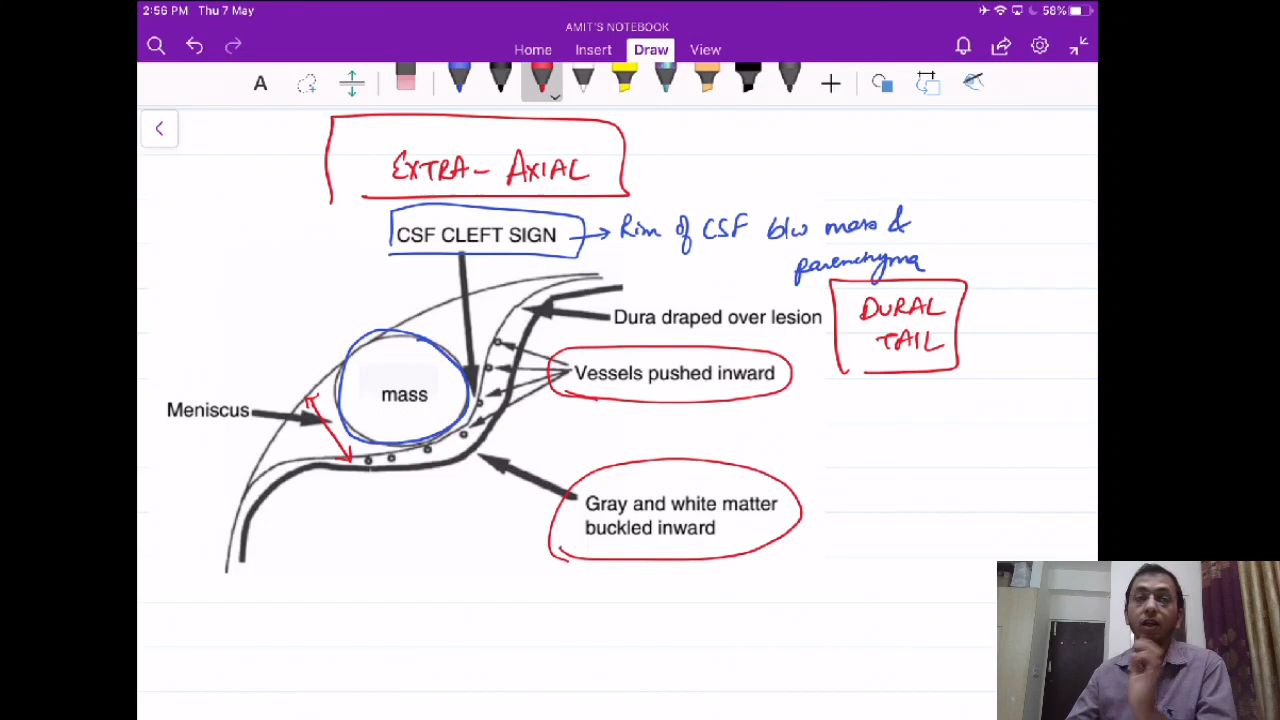 2:56 PM Thu 7 May
58%
AMIT'S NOTEBOOK
Home Insert Draw View
A
EXTRA-AXIAL
CSF CLEFT SIGN → Rim of CSF b/w mass &
parenchyma
DURAL
TAIL
Dura draped over lesion
Vessels pushed inward
mass
Meniscus
Gray and white matter
buckled inward